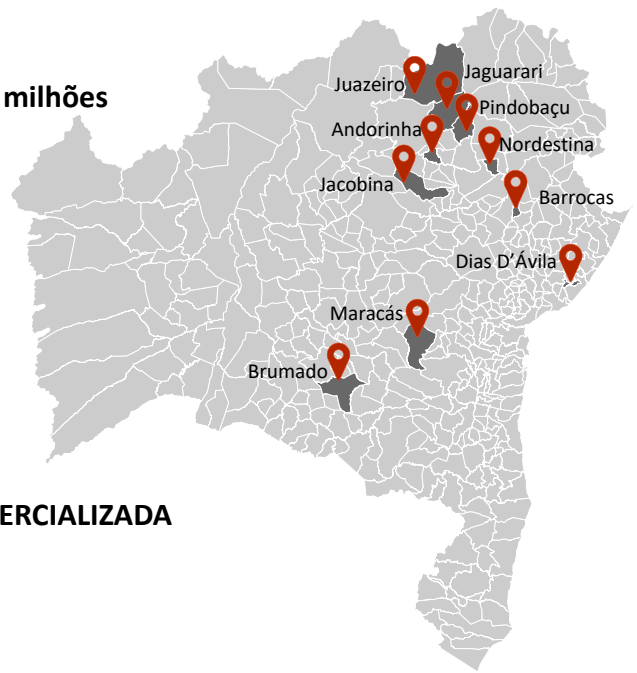 milhões
Juazeiro
Jaguarari
Pindobaçu
Andorinha
Nordestina
Jacobina
Barrocas
Dias D'Ávila
Maracás
Brumado
ERCIALIZADA